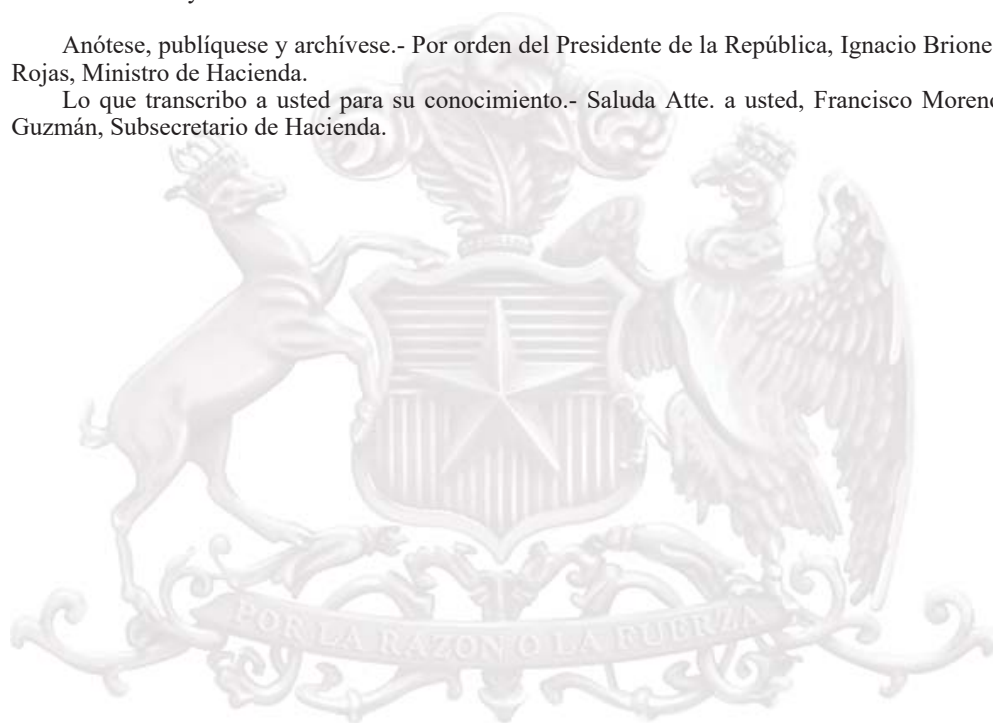 Anótese, publíquese y archívese.- Por orden del Presidente de la República, Ignacio Brione
Rojas, Ministro de Hacienda.
Lo que transcribo a usted para su conocimiento.- Saluda Atte. a usted, Francisco Moreno
Guzmán, Subsecretario de Hacienda.
POR LA RAZON O LA FUERZA